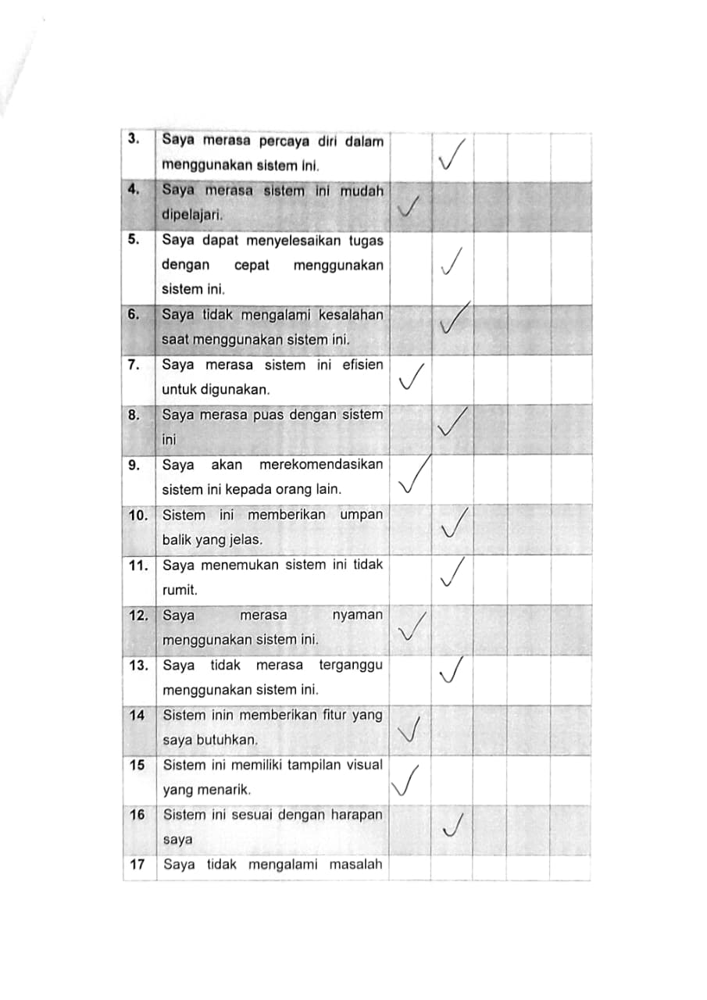 3. Saya merasa percaya diri dalam
menggunakan sistem ini.
4. Saya merasa sistem ini mudah
dipelajari.
5. Saya dapat menyelesaikan tugas
dengan cepat menggunakan
sistem ini.
6. Saya tidak mengalami kesalahan
saat menggunakan sistem ini.
7. Saya merasa sistem ini efisien
untuk digunakan.
8. Saya merasa puas dengan sistem
ini
9. Saya akan merekomendasikan
sistem ini kepada orang lain.
10. Sistem ini memberikan umpan
balik yang jelas.
11. Saya menemukan sistem ini tidak
rumit.
12. Saya merasa nyaman
menggunakan sistem ini.
13. Saya tidak merasa terganggu
menggunakan sistem ini.
14 Sistem inin memberikan fitur yang
saya butuhkan.
15 Sistem ini memiliki tampilan visual
yang menarik.
16 Sistem ini sesuai dengan harapan
saya
17 Saya tidak mengalami masalah